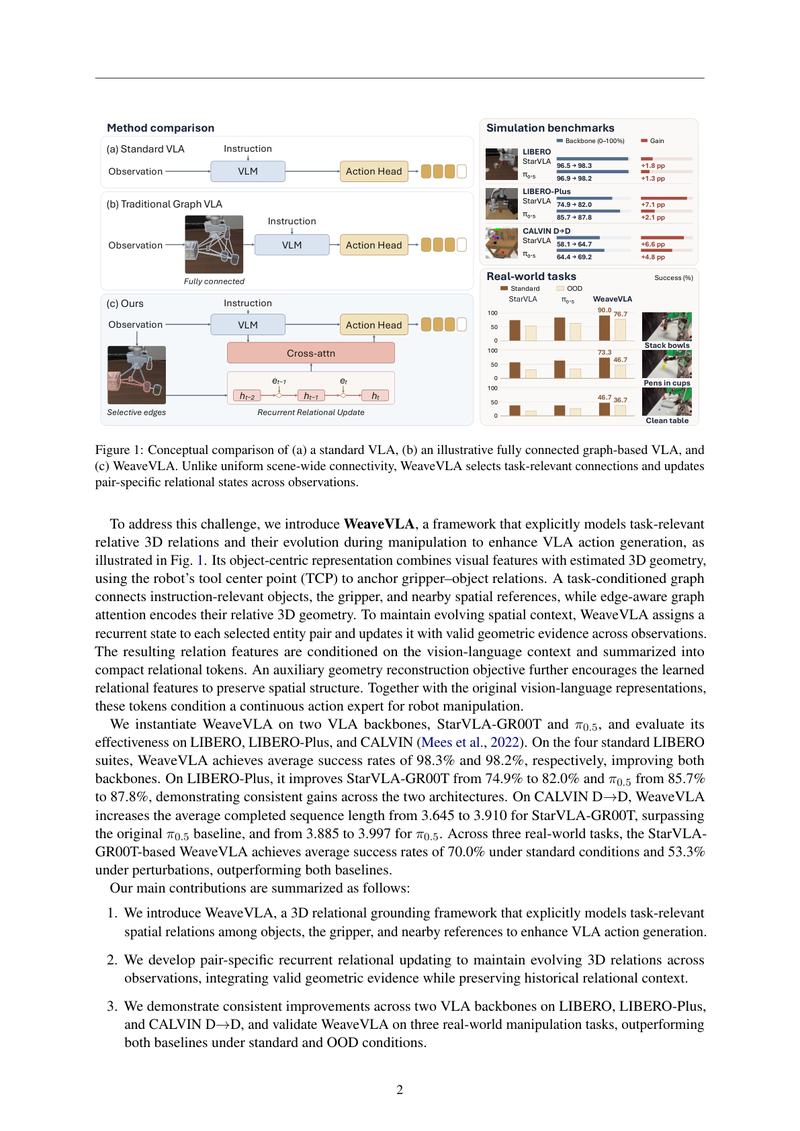 Method comparison
(a) Standard VLA
Instruction
Observation
VLM
Action Head
(b) Traditional Graph VLA
Instruction
Observation
VLM
Action Head
Fully connected
(c) Ours
Instruction
Observation
VLM
Action Head
Cross-attn
eₜ₋₁
eₜ
hₜ₋₂
hₜ₋₁
hₜ
Selective edges
Recurrent Relational Update
Simulation benchmarks
Backbone (0–100%)
Gain
LIBERO
StarVLA
96.5 → 98.3
+1.8 pp
π₀.₅
96.9 → 98.2
+1.3 pp
LIBERO-Plus
StarVLA
74.9 → 82.0
+7.1 pp
π₀.₅
85.7 → 87.8
+2.1 pp
CALVIN D→D
StarVLA
58.1 → 64.7
+6.6 pp
π₀.₅
64.4 → 69.2
+4.8 pp
Real-world tasks
Success (%)
Standard
OOD
StarVLA
π₀.₅
WeaveVLA
100
50
0
90.0
76.7
Stack bowls
100
50
0
73.3
46.7
Pens in cups
100
50
0
46.7
36.7
Clean table
Figure 1: Conceptual comparison of (a) a standard VLA, (b) an illustrative fully connected graph-based VLA, and
(c) WeaveVLA. Unlike uniform scene-wide connectivity, WeaveVLA selects task-relevant connections and updates
pair-specific relational states across observations.
To address this challenge, we introduce WeaveVLA, a framework that explicitly models task-relevant
relative 3D relations and their evolution during manipulation to enhance VLA action generation, as
illustrated in Fig. 1. Its object-centric representation combines visual features with estimated 3D geometry,
using the robot's tool center point (TCP) to anchor gripper–object relations. A task-conditioned graph
connects instruction-relevant objects, the gripper, and nearby spatial references, while edge-aware graph
attention encodes their relative 3D geometry. To maintain evolving spatial context, WeaveVLA assigns a
recurrent state to each selected entity pair and updates it with valid geometric evidence across observations.
The resulting relation features are conditioned on the vision-language context and summarized into
compact relational tokens. An auxiliary geometry reconstruction objective further encourages the learned
relational features to preserve spatial structure. Together with the original vision-language representations,
these tokens condition a continuous action expert for robot manipulation.
We instantiate WeaveVLA on two VLA backbones, StarVLA-GR00T and π₀.₅, and evaluate its
effectiveness on LIBERO, LIBERO-Plus, and CALVIN (Mees et al., 2022). On the four standard LIBERO
suites, WeaveVLA achieves average success rates of 98.3% and 98.2%, respectively, improving both
backbones. On LIBERO-Plus, it improves StarVLA-GR00T from 74.9% to 82.0% and π₀.₅ from 85.7%
to 87.8%, demonstrating consistent gains across the two architectures. On CALVIN D→D, WeaveVLA
increases the average completed sequence length from 3.645 to 3.910 for StarVLA-GR00T, surpassing
the original π₀.₅ baseline, and from 3.885 to 3.997 for π₀.₅. Across three real-world tasks, the StarVLA-
GR00T-based WeaveVLA achieves average success rates of 70.0% under standard conditions and 53.3%
under perturbations, outperforming both baselines.
Our main contributions are summarized as follows:
1. We introduce WeaveVLA, a 3D relational grounding framework that explicitly models task-relevant
spatial relations among objects, the gripper, and nearby references to enhance VLA action generation.
2. We develop pair-specific recurrent relational updating to maintain evolving 3D relations across
observations, integrating valid geometric evidence while preserving historical relational context.
3. We demonstrate consistent improvements across two VLA backbones on LIBERO, LIBERO-Plus,
and CALVIN D→D, and validate WeaveVLA on three real-world manipulation tasks, outperforming
both baselines under standard and OOD conditions.
2